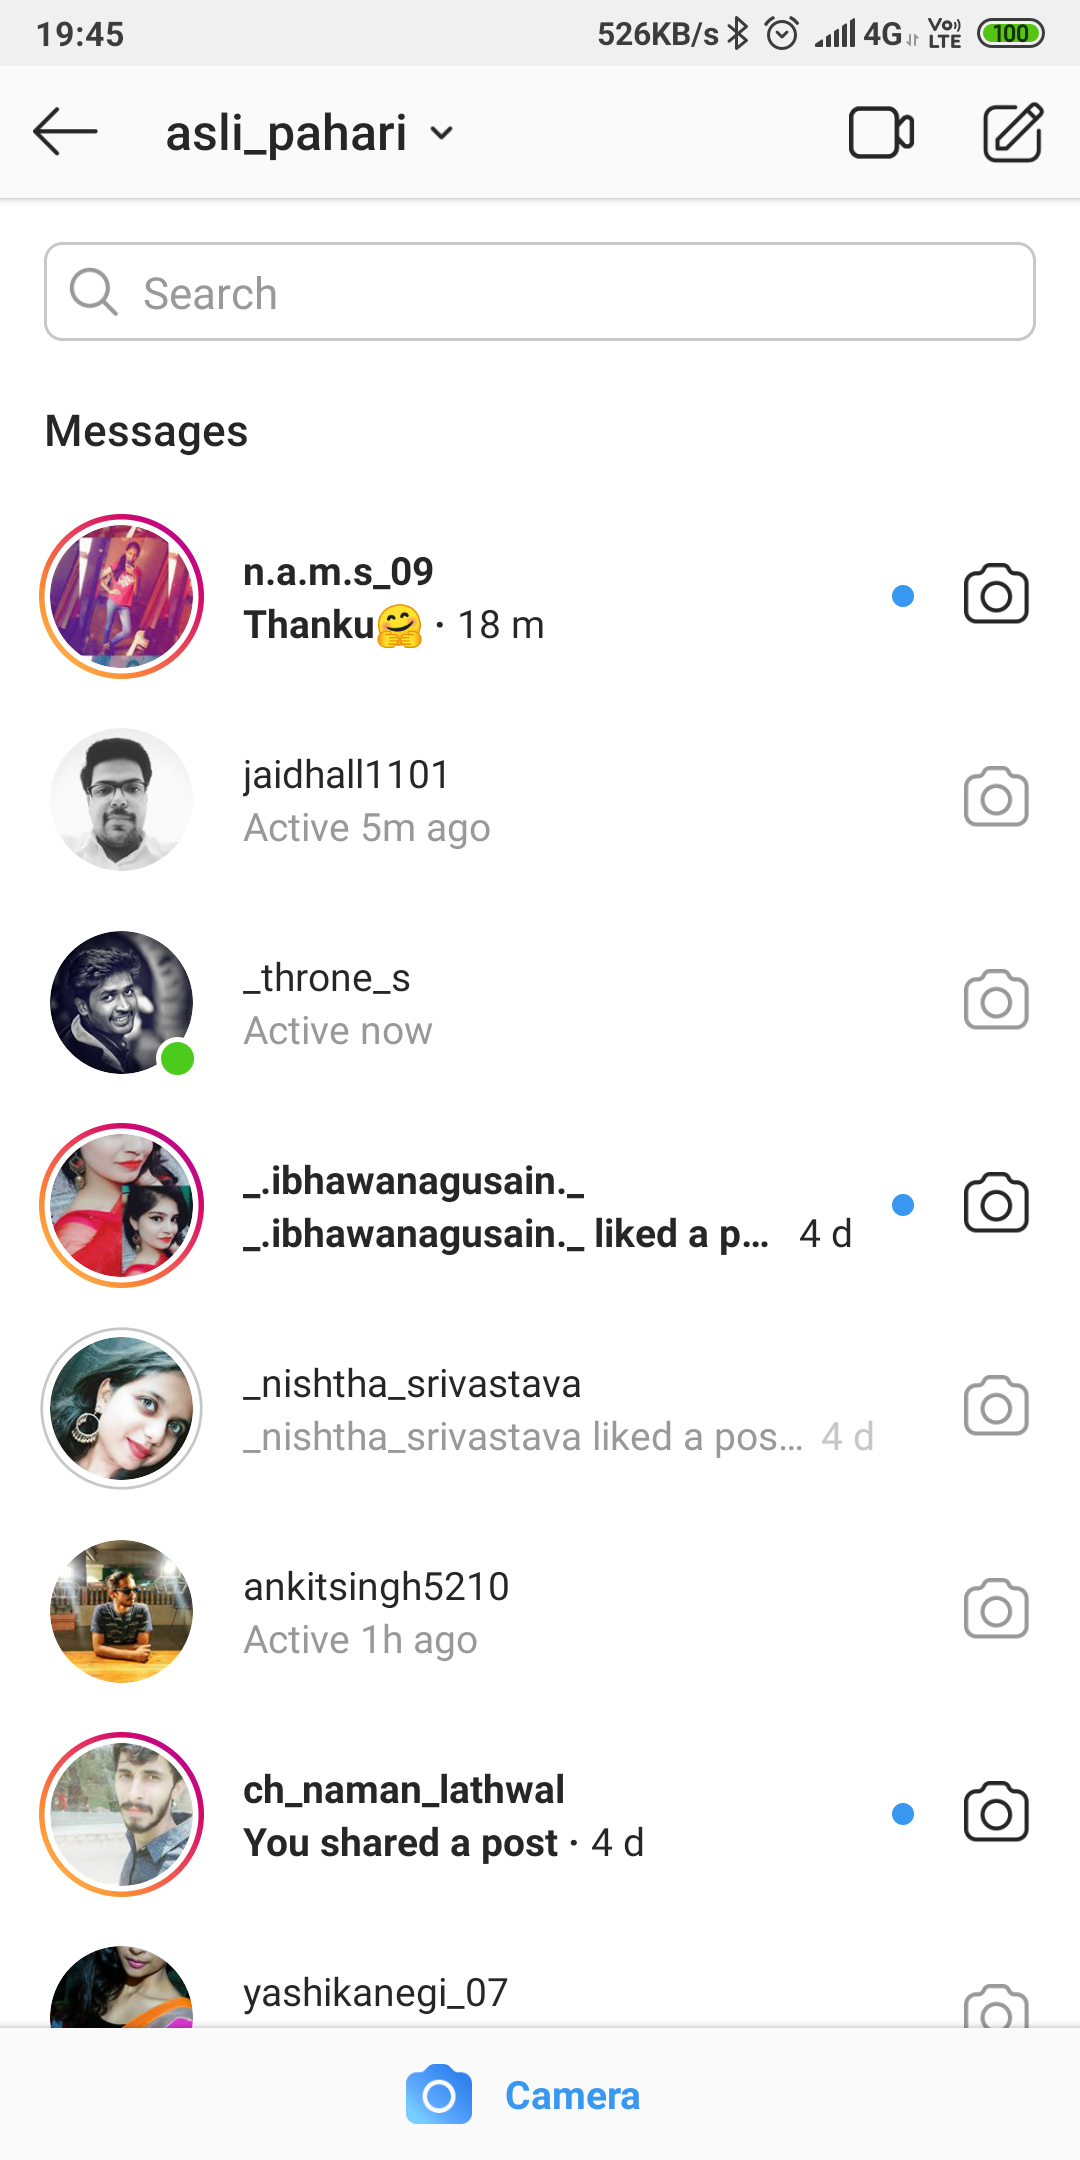 19:45 526KB/s 4G Vo)) LTE 100
asli_pahari
Search
Messages
n.a.m.s_09
Thanku🤗 · 18 m
jaidhall1101
Active 5m ago
_throne_s
Active now
_.ibhawanagusain._
_.ibhawanagusain._ liked a p... 4 d
_nishtha_srivastava
_nishtha_srivastava liked a pos... 4 d
ankitsingh5210
Active 1h ago
ch_naman_lathwal
You shared a post · 4 d
yashikanegi_07
Camera